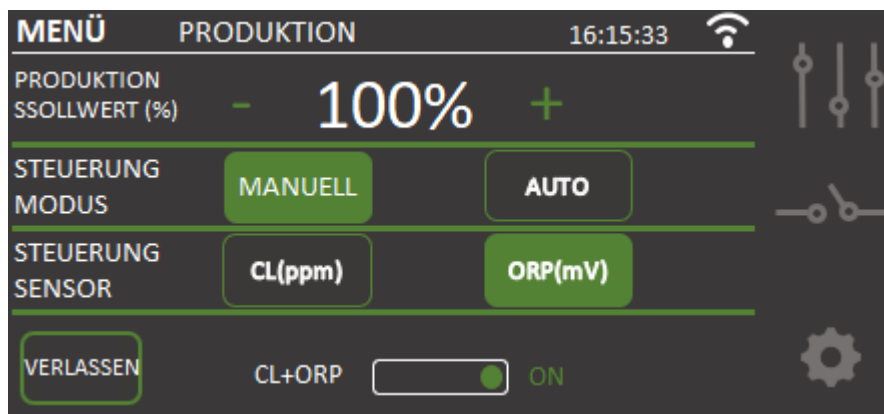 MENÜ PRODUKTION 16:15:33
PRODUKTION
SSOLLWERT (%) - 100% +
STEUERUNG
MODUS MANUELL AUTO
STEUERUNG
SENSOR CL(ppm) ORP(mV)
VERLASSEN CL+ORP ON